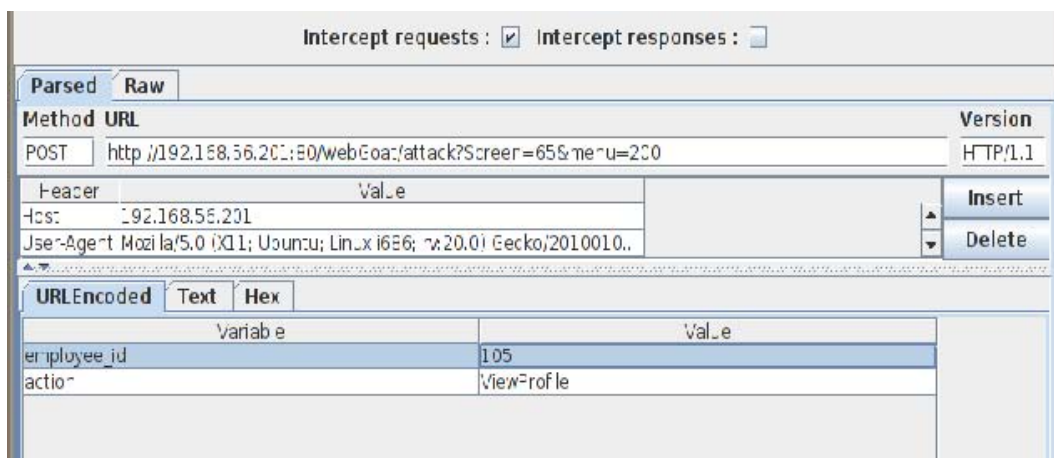 Intercept requests : Intercept responses :
Parsed Raw
Method URL Version
POST http://192.168.56.201:80/WebGoat/attack?Screen=65&menu=200 HTTP/1.1
Header Value
Insert
Host 192.168.56.201
User-Agent Mozilla/5.0 (X11; Ubuntu; Linux i686; rv:20.0) Gecko/2010010..
Delete
URLEncoded Text Hex
Variable Value
employee_id 105
action ViewProfile